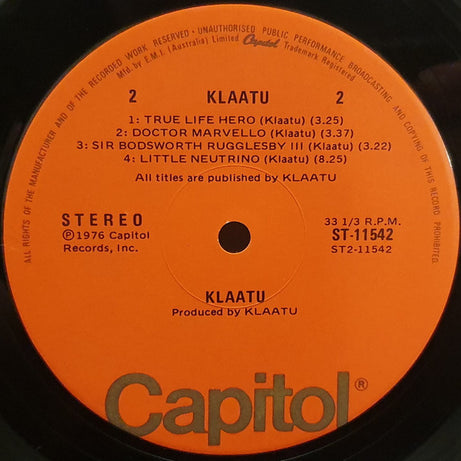 ALL RIGHTS OF THE MANUFACTURER AND OF THE OWNER OF THE RECORDED WORK RESERVED - UNAUTHORISED PUBLIC PERFORMANCE, BROADCASTING AND COPYING OF THIS RECORD PROHIBITED.
Mfd. by E.M.I. (Australia) Limited Capitol Trademark Registered
2 KLAATU 2
1: TRUE LIFE HERO (Klaatu) (3.25)
2: DOCTOR MARVELLO (Klaatu) (3.37)
3: SIR BODSWORTH RUGGLESBY III (Klaatu) (3.22)
4: LITTLE NEUTRINO (Klaatu) (8.25)
All titles are published by KLAATU
STEREO 33 1/3 R.P.M.
℗1976 Capitol ST-11542
Records, Inc. ST2-11542
KLAATU
Produced by KLAATU
Capitol®